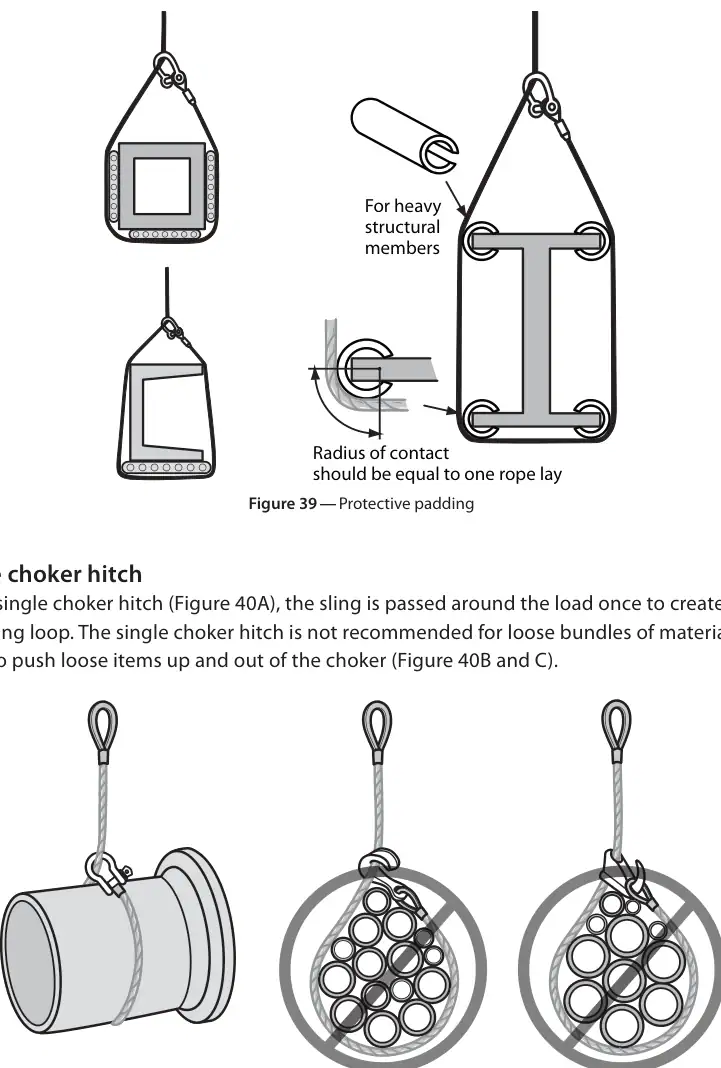 For heavy
structural
members
Radius of contact
should be equal to one rope lay
Figure 39 — Protective padding
choker hitch
single choker hitch (Figure 40A), the sling is passed around the load once to create
ng loop. The single choker hitch is not recommended for loose bundles of materia
o push loose items up and out of the choker (Figure 40B and C).